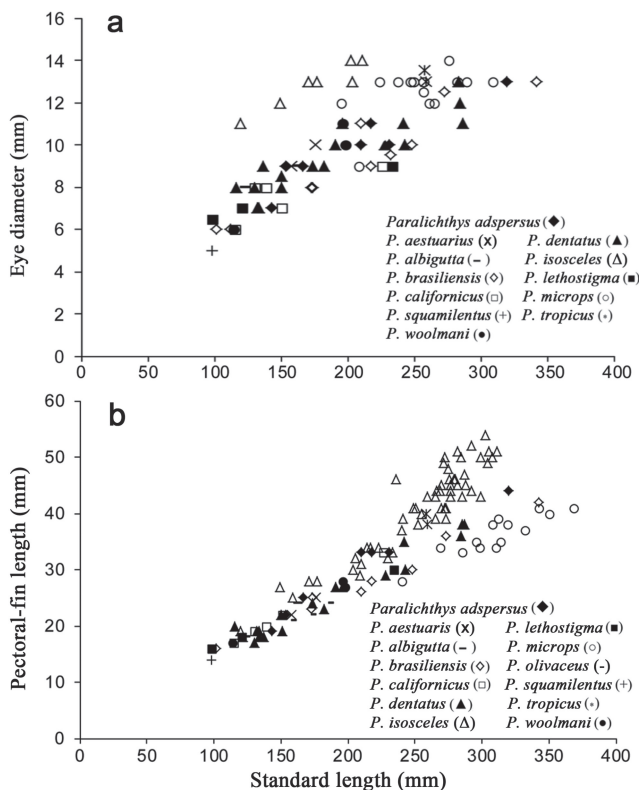 a
16
14
12
10
8
6
4
2
0
Eye diameter (mm)
0 50 100 150 200 250 300 350 400
Paralichthys adspersus (◆)
P. aestuarius (x) P. dentatus (▲)
P. albigutta (-) P. isosceles (Δ)
P. brasiliensis (◇) P. lethostigma (■)
P. californicus (□) P. microps (○)
P. squamilentus (+) P. tropicus (*)
P. woolmani (●)
b
60
50
40
30
20
10
0
Pectoral-fin length (mm)
Paralichthys adspersus (◆)
P. aestuaris (x) P. lethostigma (■)
P. albigutta (-) P. microps (○)
P. brasiliensis (◇) P. olivaceus (-)
P. californicus (□) P. squamilentus (+)
P. dentatus (▲) P. tropicus (*)
P. isosceles (Δ) P. woolmani (●)
0 50 100 150 200 250 300 350 400
Standard length (mm)